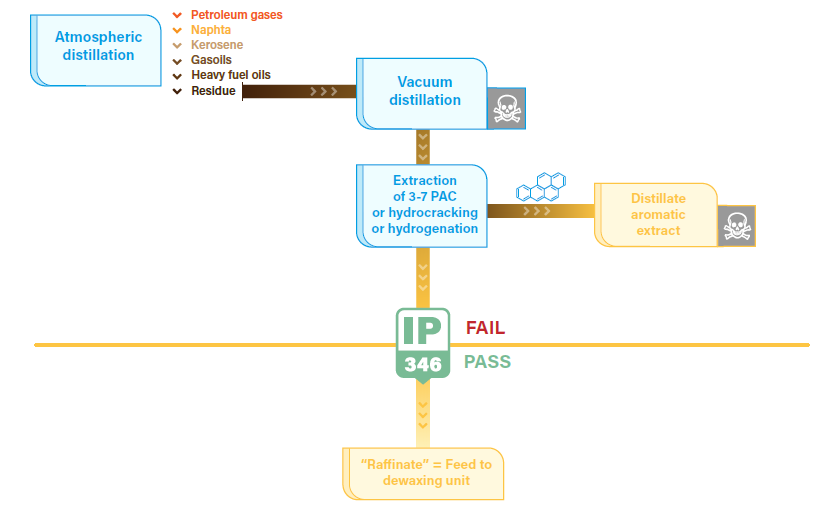 Atmospheric
distillation
Petroleum gases
Naphta
Kerosene
Gasoils
Heavy fuel oils
Residue
Vacuum
distillation
Extraction
of 3-7 PAC
or hydrocracking
or hydrogenation
Distillate
aromatic
extract
IP
346
FAIL
PASS
“Raffinate” = Feed to
dewaxing unit